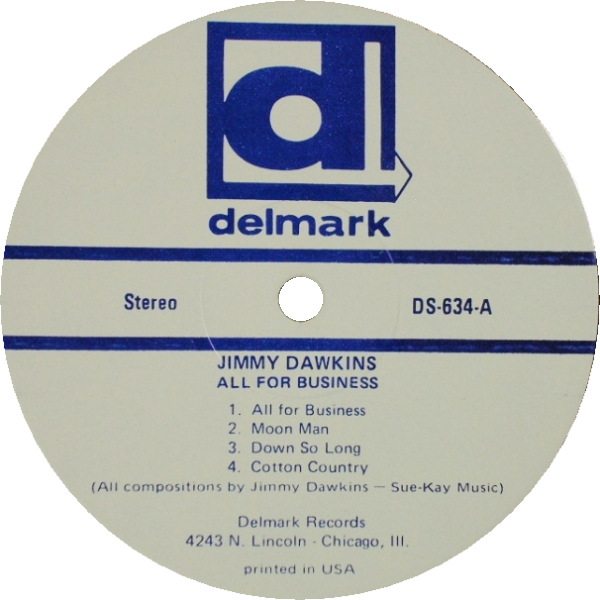 d
delmark
Stereo
DS-634-A
JIMMY DAWKINS
ALL FOR BUSINESS
1. All for Business
2. Moon Man
3. Down So Long
4. Cotton Country
(All compositions by Jimmy Dawkins — Sue-Kay Music)
Delmark Records
4243 N. Lincoln - Chicago, Ill.
printed in USA